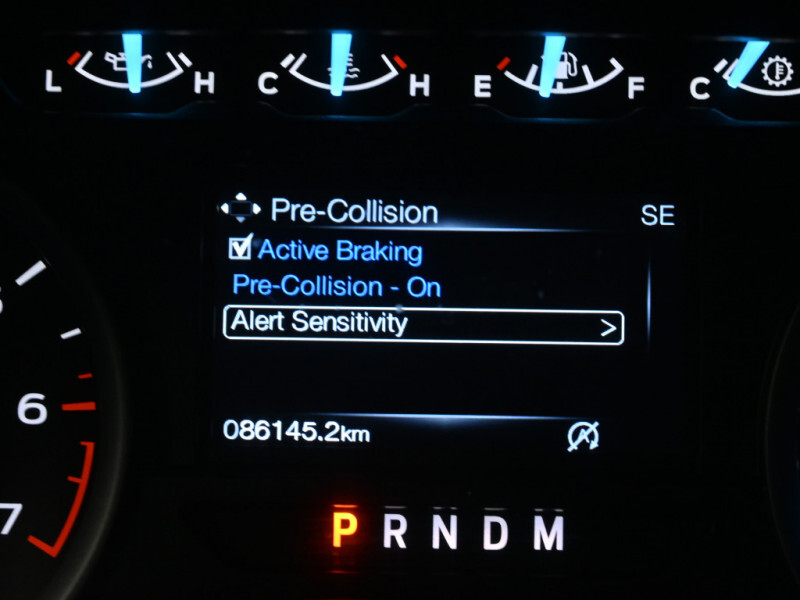 L H C H E F C
Pre-Collision SE
Active Braking
Pre-Collision - On
Alert Sensitivity >
086145.2km
6
7
P R N D M